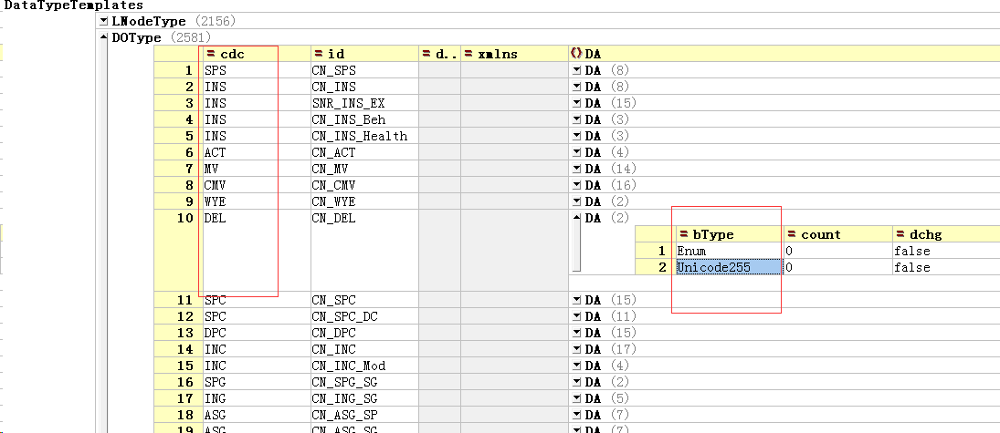 DataTypeTemplates
LNodeType (2156)
DOType (2581)
= cdc = id = d.. = xmlns () DA
1 SPS CN_SPS DA (8)
2 INS CN_INS DA (8)
3 INS SNR_INS_EX DA (15)
4 INS CN_INS_Beh DA (3)
5 INS CN_INS_Health DA (3)
6 ACT CN_ACT DA (4)
7 MV CN_MV DA (14)
8 CMV CN_CMV DA (16)
9 WYE CN_WYE DA (2)
10 DEL CN_DEL DA (2)
= bType = count = dchg
1 Enum 0 false
2 Unicode255 0 false
11 SPC CN_SPC DA (15)
12 SPC CN_SPC_DC DA (11)
13 DPC CN_DPC DA (15)
14 INC CN_INC DA (17)
15 INC CN_INC_Mod DA (4)
16 SPG CN_SPG_SG DA (2)
17 ING CN_ING_SG DA (5)
18 ASG CN_ASG_SP DA (7)
19 ASG CN_ASG_SG DA (7)